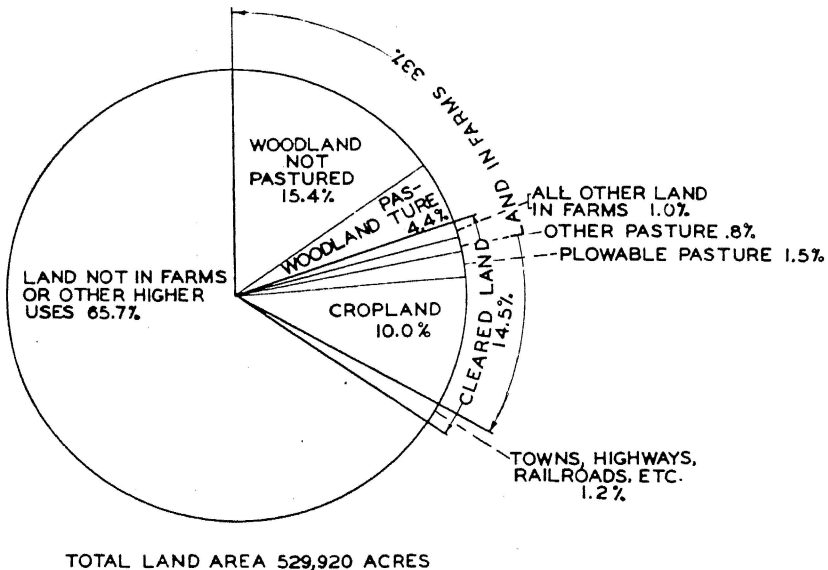 LAND IN FARMS 33%
WOODLAND
NOT
PASTURED
15.4%
WOODLAND PAS-
TURE
4.4%
ALL OTHER LAND
IN FARMS 1.0%
OTHER PASTURE .8%
PLOWABLE PASTURE 1.5%
LAND NOT IN FARMS
OR OTHER HIGHER
USES 65.7%
CROPLAND
10.0%
CLEARED LAND
14.5%
TOWNS, HIGHWAYS,
RAILROADS, ETC.
1.2%
TOTAL LAND AREA 529,920 ACRES